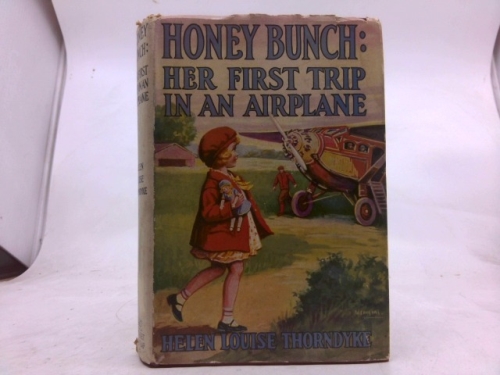 HONEY BUNCH:
HER FIRST TRIP
IN AN AIRPLANE
HELEN LOUISE THORNDYKE